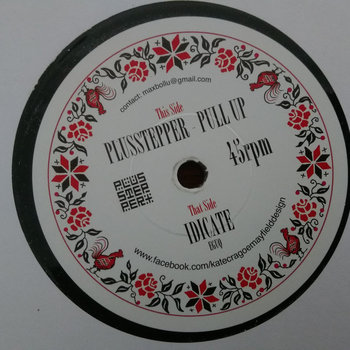 contact: maxbollu@gmail.com
This Side
PLUSSTEPPER - PULL UP
45rpm
PLUS
STEP
PER+
That Side
IDICATE
EGUQ
www.facebook.com/katecragoemayfielddesign